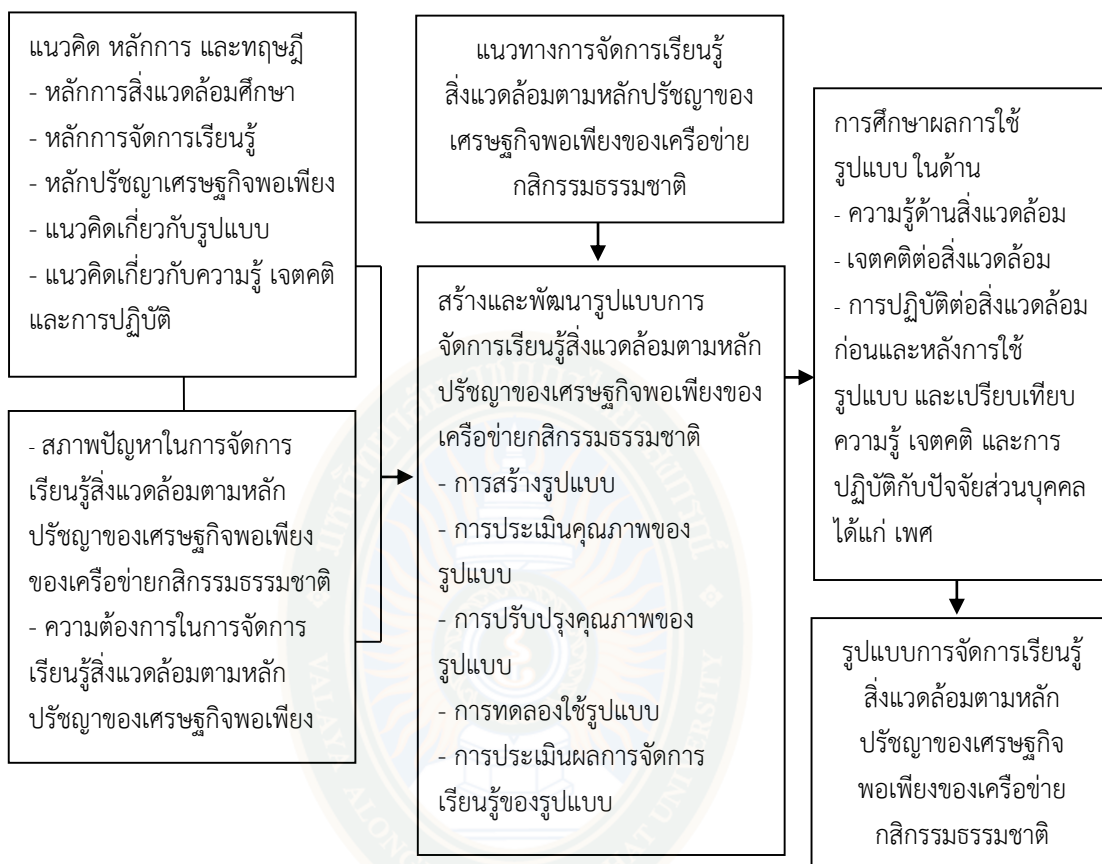 แนวคิด หลักการ และทฤษฎี
- หลักการสิ่งแวดล้อมศึกษา
- หลักการจัดการเรียนรู้
- หลักปรัชญาเศรษฐกิจพอเพียง
- แนวคิดเกี่ยวกับรูปแบบ
- แนวคิดเกี่ยวกับความรู้ เจตคติ
และการปฏิบัติ
- สภาพปัญหาในการจัดการ
เรียนรู้สิ่งแวดล้อมตามหลัก
ปรัชญาของเศรษฐกิจพอเพียง
ของเครือข่ายกสิกรรมธรรมชาติ
- ความต้องการในการจัดการ
เรียนรู้สิ่งแวดล้อมตามหลัก
ปรัชญาของเศรษฐกิจพอเพียง
แนวทางการจัดการเรียนรู้
สิ่งแวดล้อมตามหลักปรัชญาของ
เศรษฐกิจพอเพียงของเครือข่าย
กสิกรรมธรรมชาติ
สร้างและพัฒนารูปแบบการ
จัดการเรียนรู้สิ่งแวดล้อมตามหลัก
ปรัชญาของเศรษฐกิจพอเพียงของ
เครือข่ายกสิกรรมธรรมชาติ
- การสร้างรูปแบบ
- การประเมินคุณภาพของ
รูปแบบ
- การปรับปรุงคุณภาพของ
รูปแบบ
- การทดลองใช้รูปแบบ
- การประเมินผลการจัดการ
เรียนรู้ของรูปแบบ
การศึกษาผลการใช้
รูปแบบ ในด้าน
- ความรู้ด้านสิ่งแวดล้อม
- เจตคติต่อสิ่งแวดล้อม
- การปฏิบัติต่อสิ่งแวดล้อม
ก่อนและหลังการใช้
รูปแบบ และเปรียบเทียบ
ความรู้ เจตคติ และการ
ปฏิบัติกับปัจจัยส่วนบุคคล
ได้แก่ เพศ
รูปแบบการจัดการเรียนรู้
สิ่งแวดล้อมตามหลัก
ปรัชญาของเศรษฐกิจ
พอเพียงของเครือข่าย
กสิกรรมธรรมชาติ